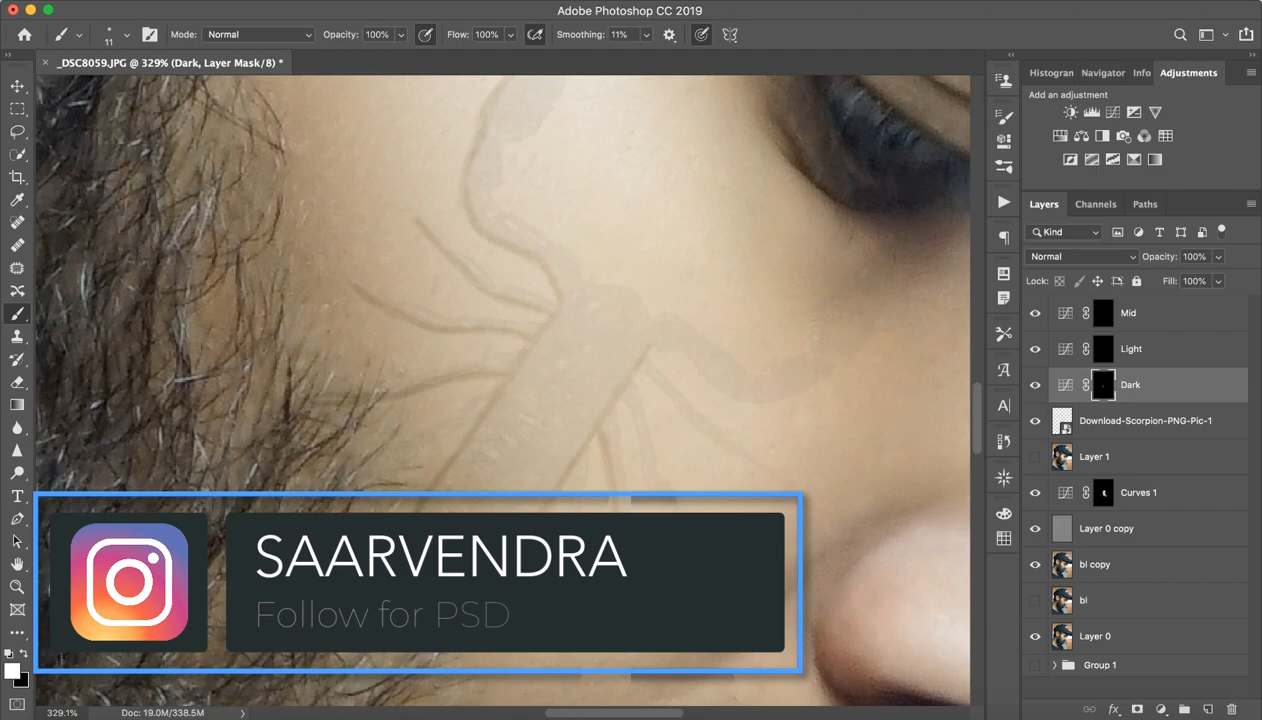 Adobe Photoshop CC 2019
11
Mode: Normal Opacity: 100% Flow: 100% Smoothing: 11%
_DSC8059.JPG @ 329% (Dark, Layer Mask/8) *
Histogran Navigator Info Adjustments
Add an adjustment
Layers Channels Paths
Kind
Normal Opacity: 100%
Lock: Fill: 100%
Mid
Light
Dark
Download-Scorpion-PNG-Pic-1
Layer 1
Curves 1
Layer 0 copy
bl copy
bl
Layer 0
Group 1
SAARVENDRA
Follow for PSD
329.1% Doc: 19.0M/338.5M